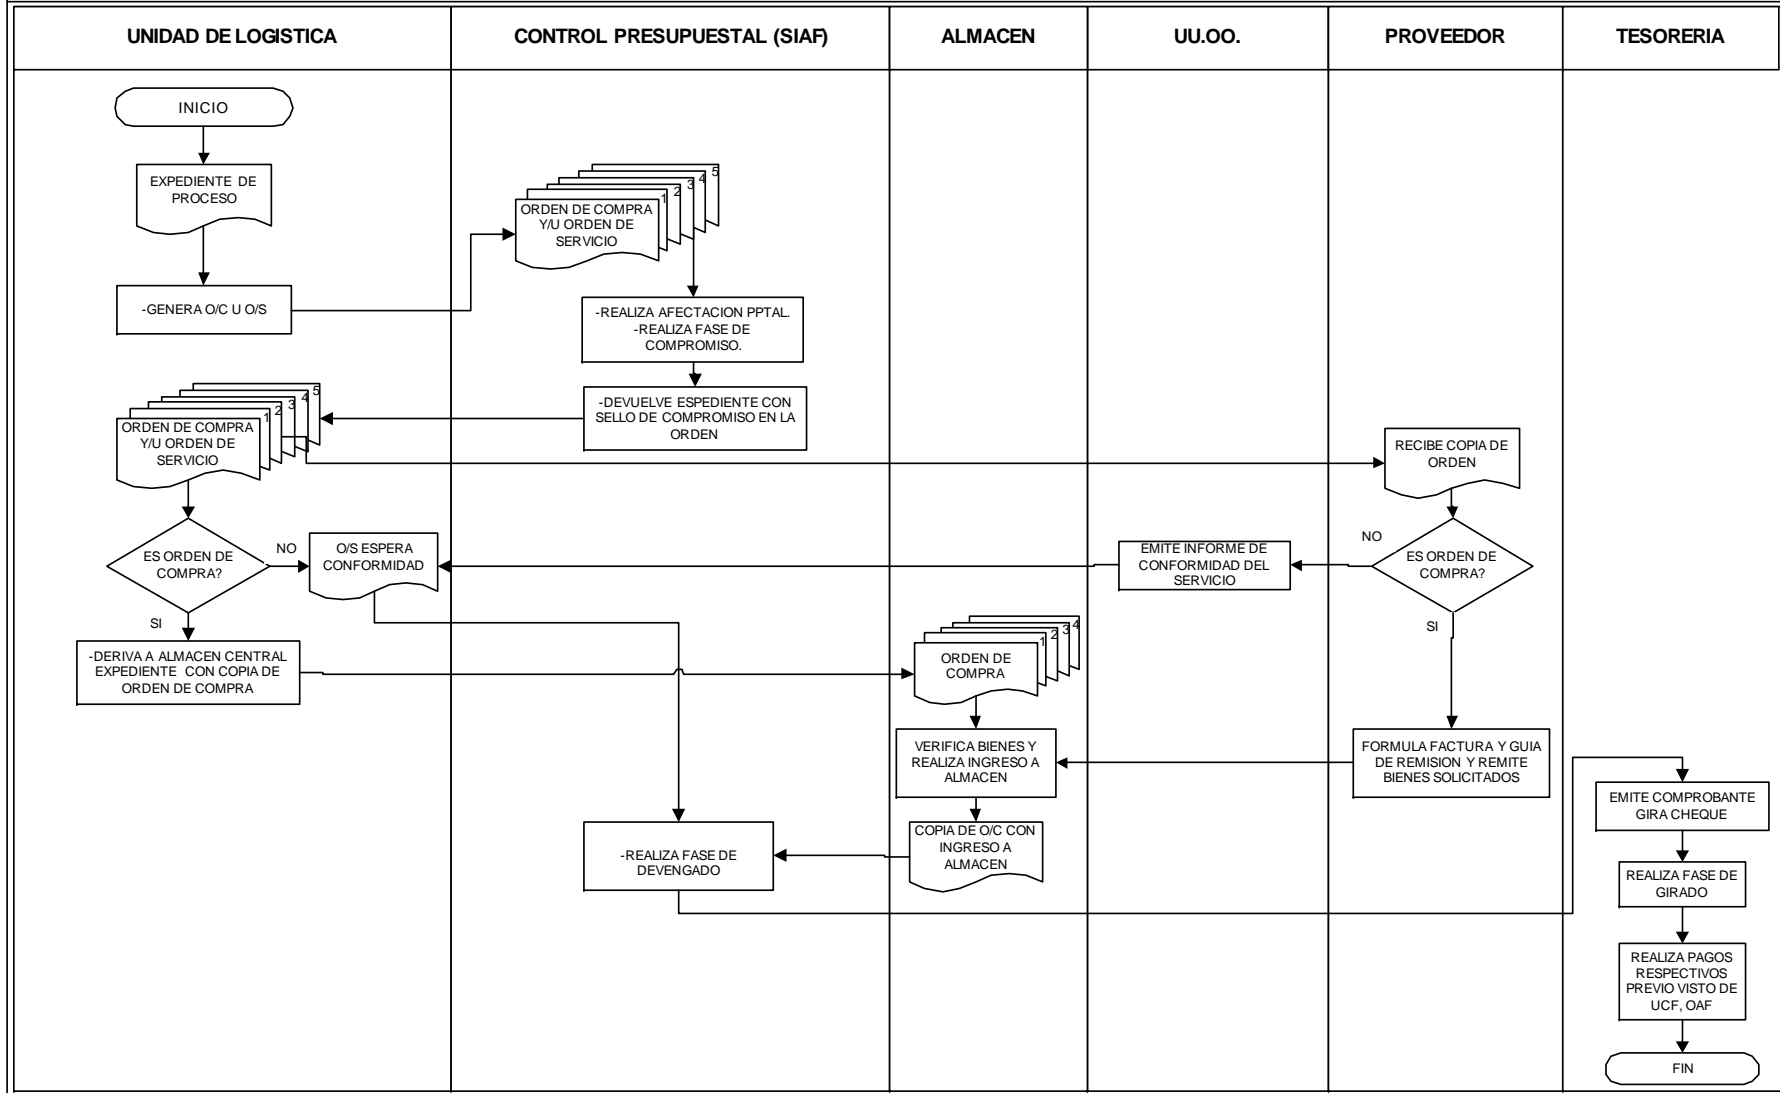 UNIDAD DE LOGISTICA
CONTROL PRESUPUESTAL (SIAF)
ALMACEN
UU.OO.
PROVEEDOR
TESORERIA
INICIO
EXPEDIENTE DE
PROCESO
-GENERA O/C U O/S
1
2
3
4
5
ORDEN DE COMPRA
Y/U ORDEN DE
SERVICIO
-REALIZA AFECTACION PPTAL.
-REALIZA FASE DE
COMPROMISO.
-DEVUELVE ESPEDIENTE CON
SELLO DE COMPROMISO EN LA
ORDEN
1
2
3
4
5
ORDEN DE COMPRA
Y/U ORDEN DE
SERVICIO
RECIBE COPIA DE
ORDEN
ES ORDEN DE
COMPRA?
NO
SI
O/S ESPERA
CONFORMIDAD
EMITE INFORME DE
CONFORMIDAD DEL
SERVICIO
NO
ES ORDEN DE
COMPRA?
SI
-DERIVA A ALMACEN CENTRAL
EXPEDIENTE CON COPIA DE
ORDEN DE COMPRA
1
2
3
4
ORDEN DE
COMPRA
VERIFICA BIENES Y
REALIZA INGRESO A
ALMACEN
FORMULA FACTURA Y GUIA
DE REMISION Y REMITE
BIENES SOLICITADOS
COPIA DE O/C CON
INGRESO A
ALMACEN
-REALIZA FASE DE
DEVENGADO
EMITE COMPROBANTE
GIRA CHEQUE
REALIZA FASE DE
GIRADO
REALIZA PAGOS
RESPECTIVOS
PREVIO VISTO DE
UCF, OAF
FIN